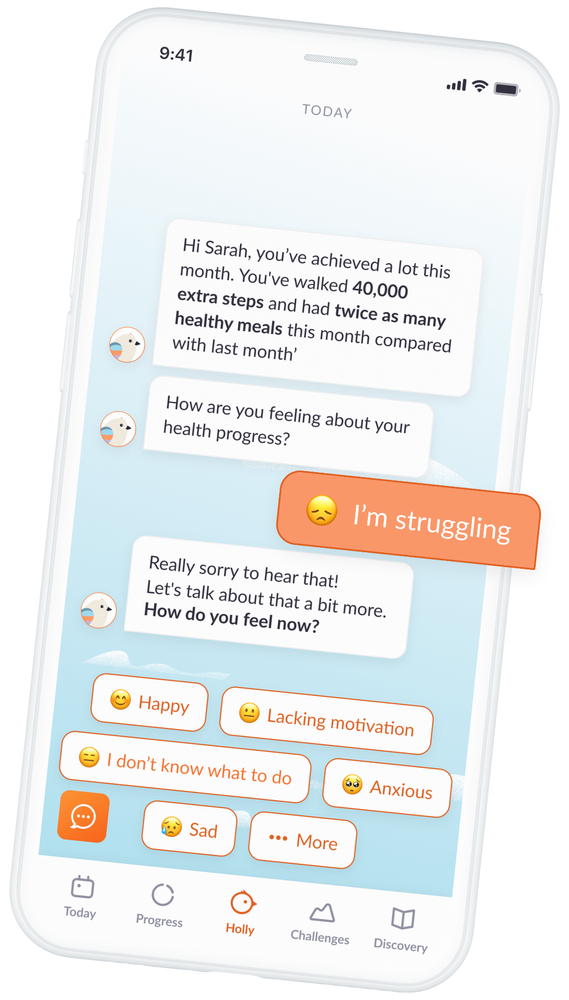 9:41
TODAY
Hi Sarah, you’ve achieved a lot this
month. You've walked 40,000
extra steps and had twice as many
healthy meals this month compared
with last month’
How are you feeling about your
health progress?
I’m struggling
Really sorry to hear that!
Let's talk about that a bit more.
How do you feel now?
Happy
Lacking motivation
I don’t know what to do
Anxious
Sad
More
Today
Progress
Holly
Challenges
Discovery